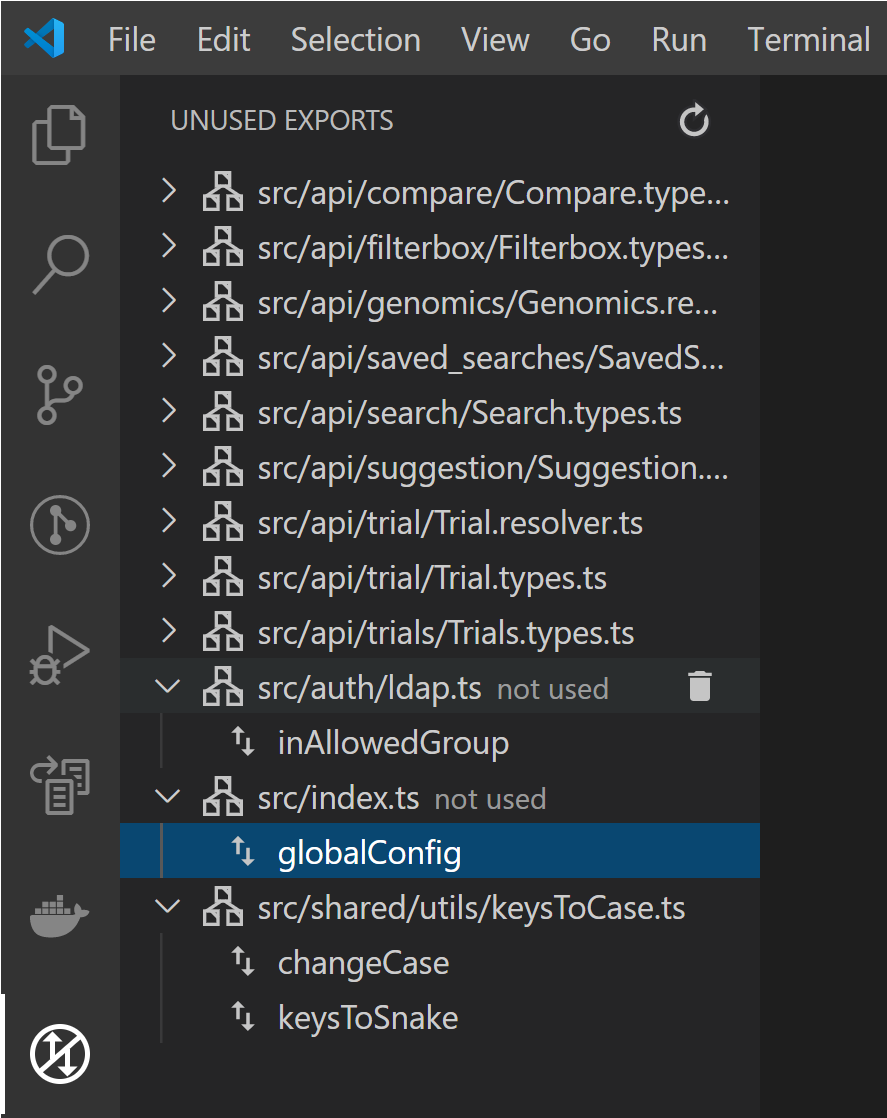 File Edit Selection View Go Run Terminal
UNUSED EXPORTS
src/api/compare/Compare.type...
src/api/filterbox/Filterbox.types...
src/api/genomics/Genomics.re...
src/api/saved_searches/SavedS...
src/api/search/Search.types.ts
src/api/suggestion/Suggestion....
src/api/trial/Trial.resolver.ts
src/api/trial/Trial.types.ts
src/api/trials/Trials.types.ts
src/auth/ldap.ts not used
inAllowedGroup
src/index.ts not used
globalConfig
src/shared/utils/keysToCase.ts
changeCase
keysToSnake